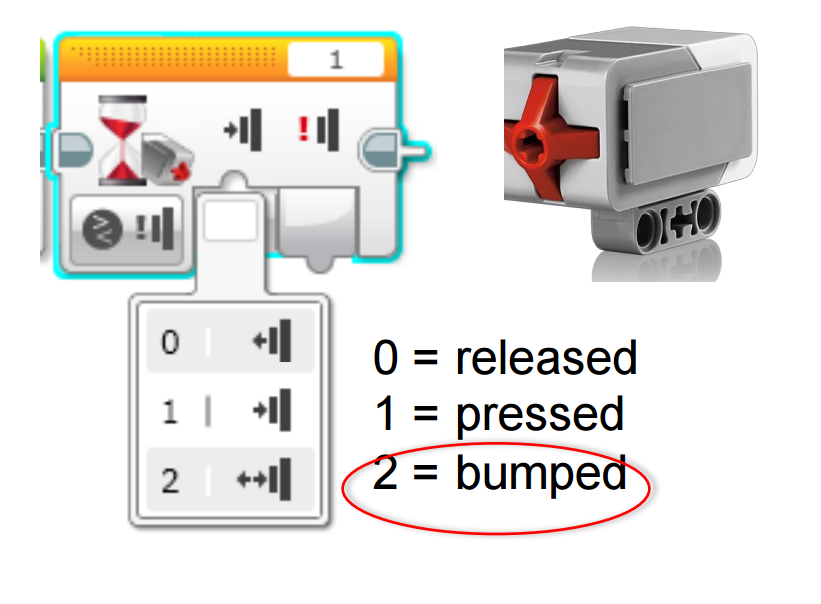 1
0
1
2
0 = released
1 = pressed
2 = bumped